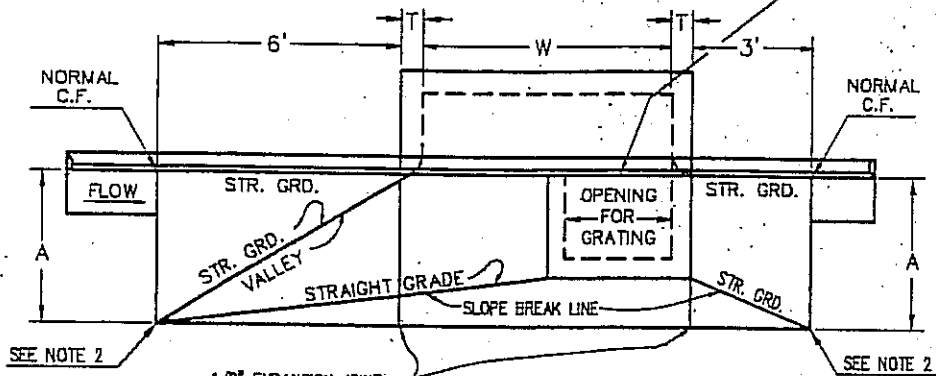 T
T
6'
W
3'
NORMAL
C.F.
NORMAL
C.F.
FLOW
STR. GRD.
OPENING
FOR
GRATING
STR. GRD.
A
STR. GRD.
VALLEY
STRAIGHT GRADE
SLOPE BREAK LINE
STR. GRD.
A
SEE NOTE 2
SEE NOTE 2